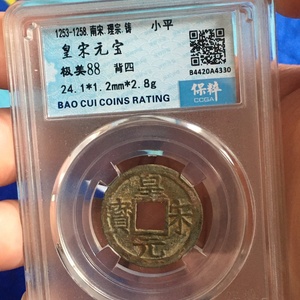 1253-1258.南宋.理宗.铸 小平
皇宋元宝
极美88 背四
24.1*1.2mm*2.8g
BAO CUI COINS RATING
B4420A4330
保粹
CCGA
皇
寶 宋
元